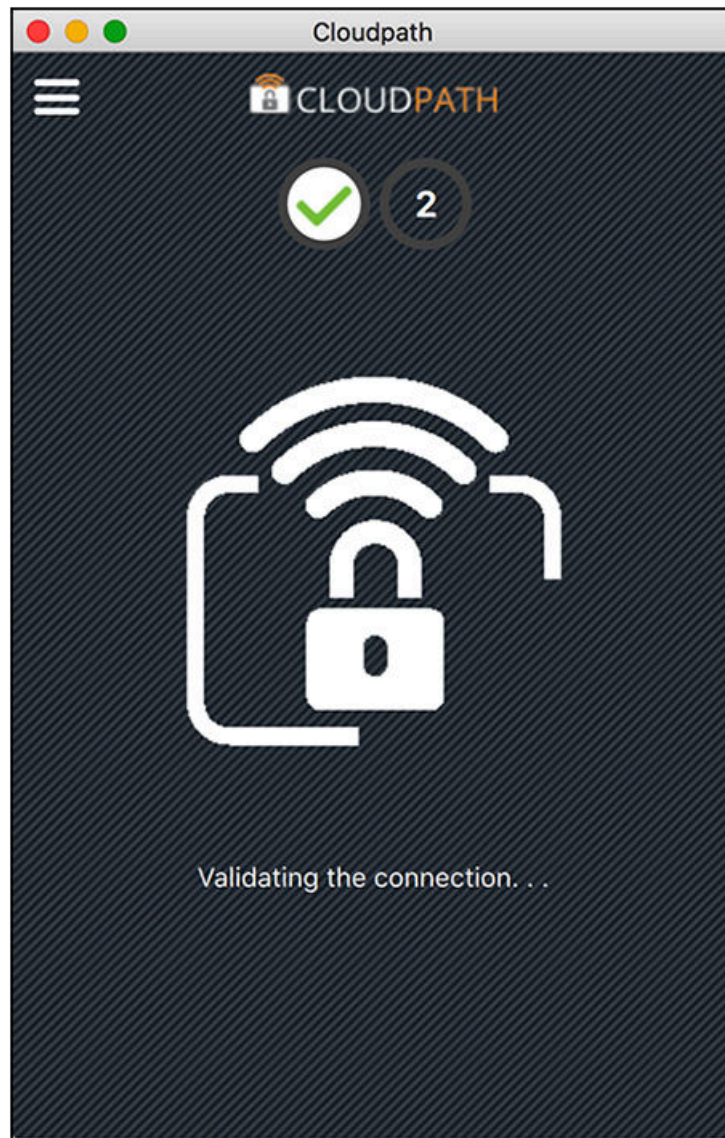 Cloudpath
CLOUDPATH
2
Validating the connection. . .